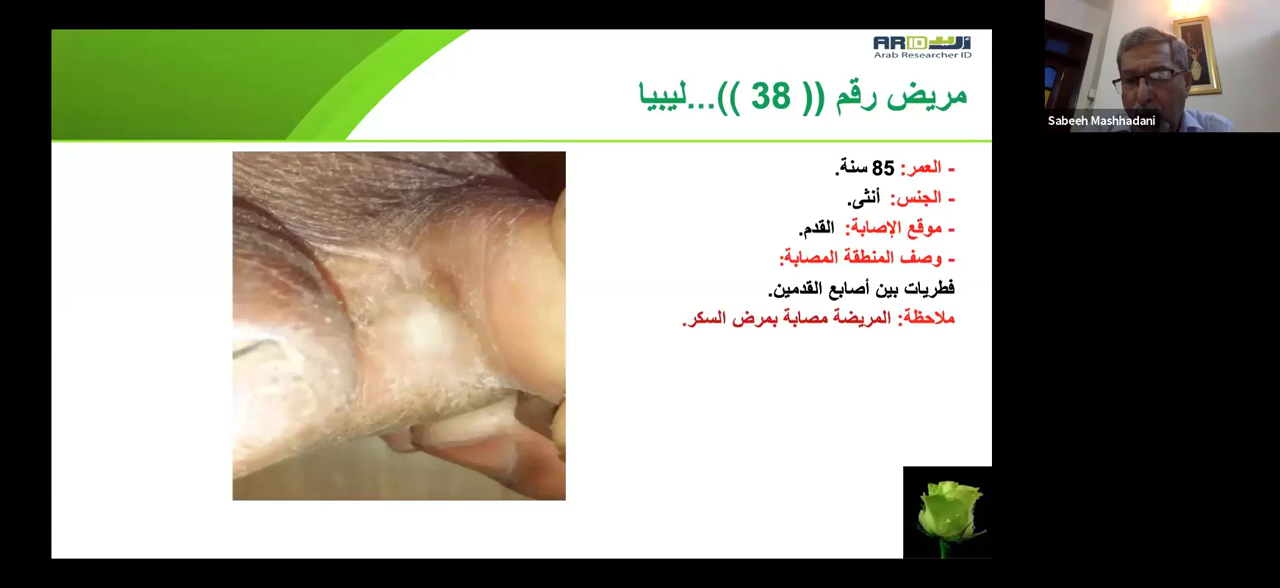 ARID أريد
Arab Researcher ID
Sabeeh Mashhadani
مريض رقم (( 38 ))...ليبيا
- العمر: 85 سنة.
- الجنس: أنثى.
- موقع الإصابة: القدم.
- وصف المنطقة المصابة:
فطريات بين أصابع القدمين.
ملاحظة: المريضة مصابة بمرض السكر.